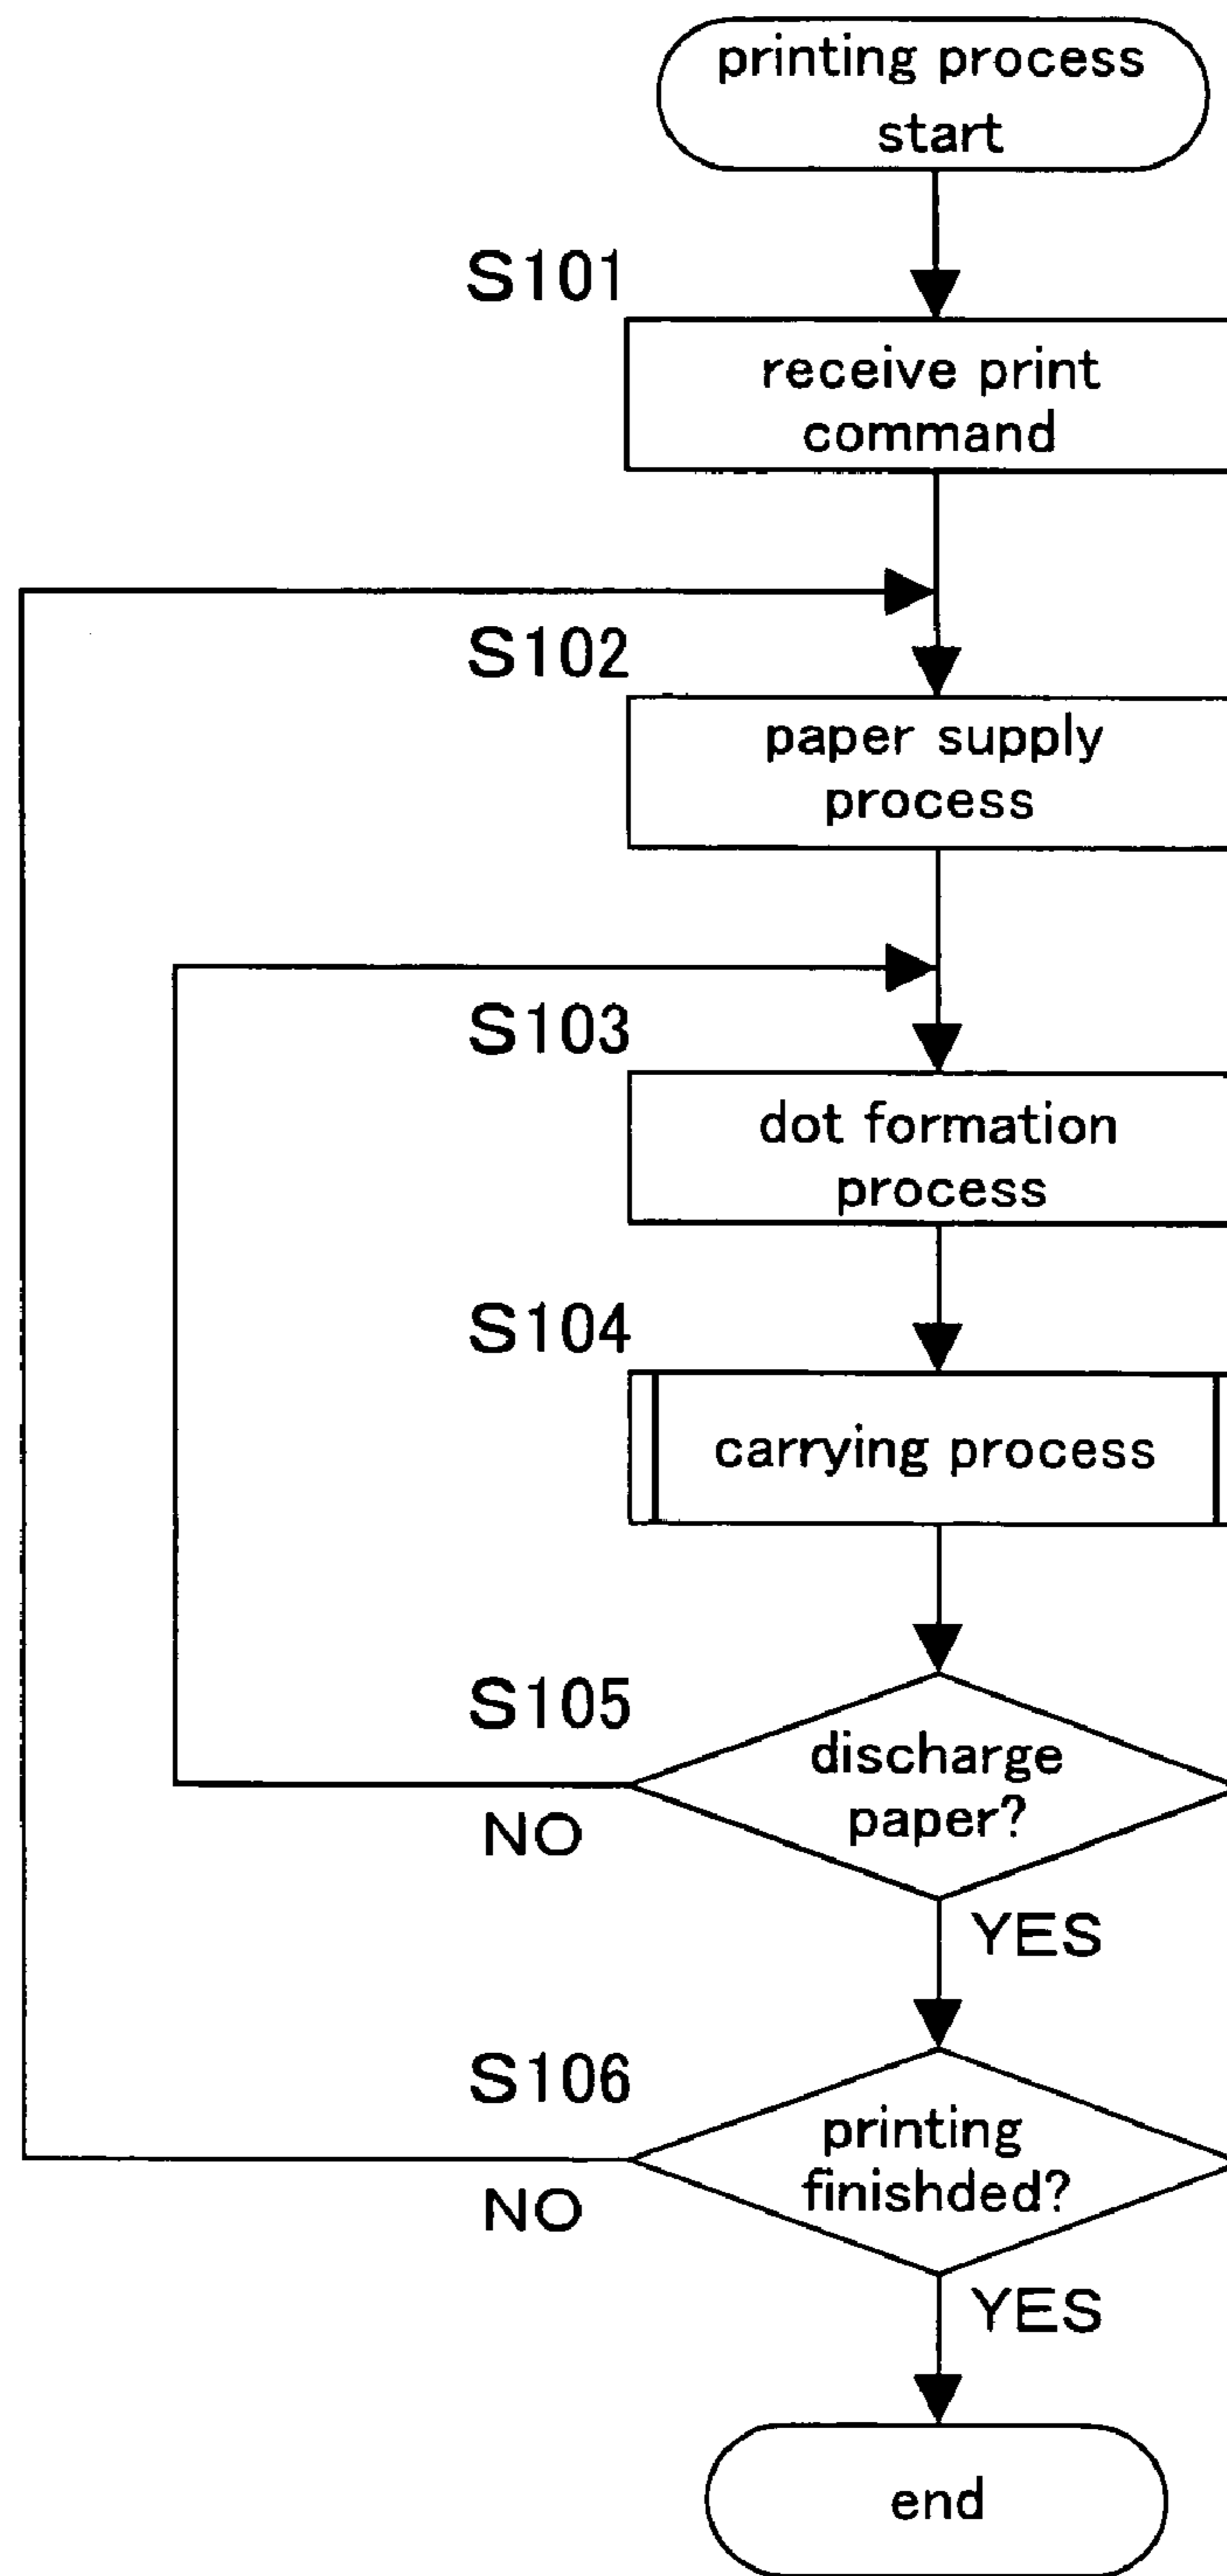 printing process
start
S101
receive print
command
S102
paper supply
process
S103
dot formation
process
S104
carrying process
S105
discharge
paper?
NO
YES
S106
printing
finishded?
NO
YES
end